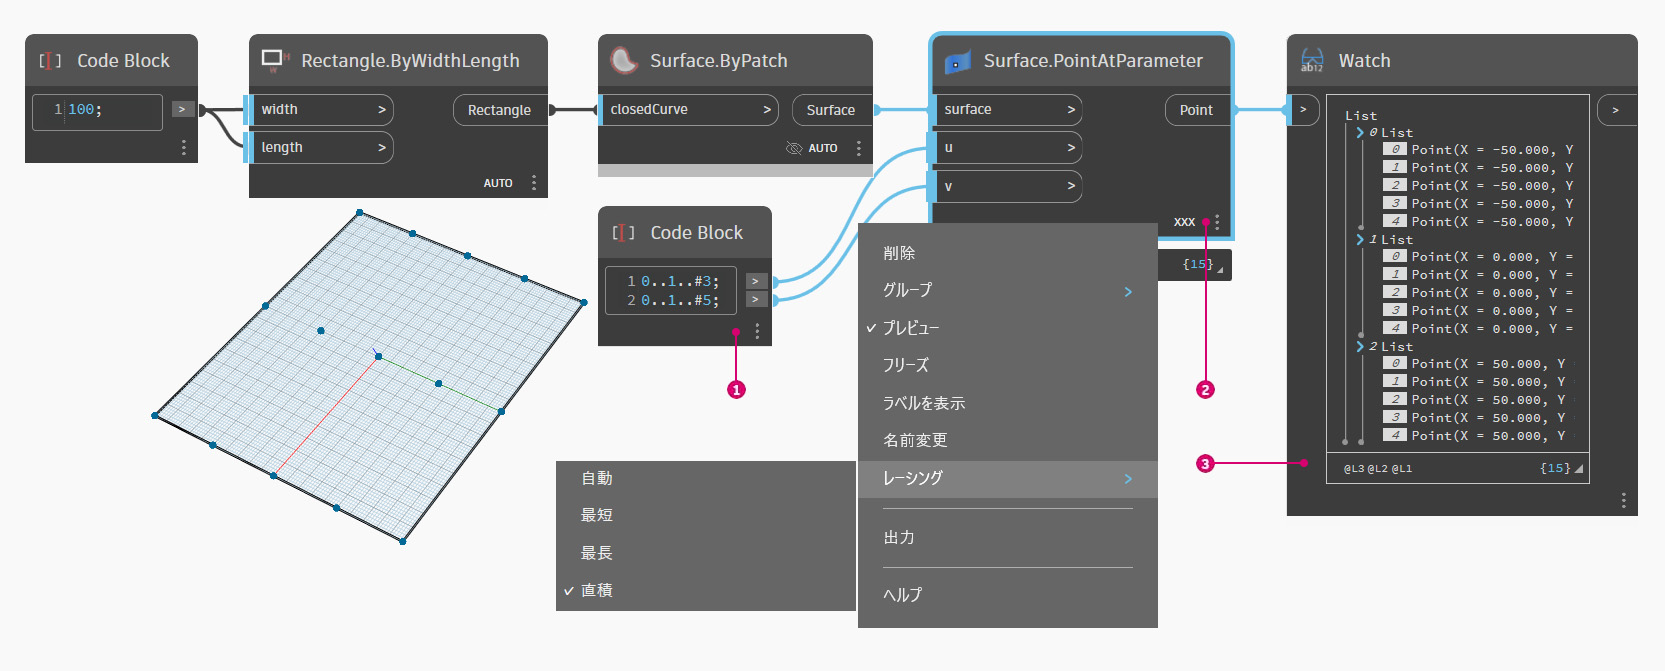 Code Block
1 100;
>
Rectangle.ByWidthLength
width >
Rectangle
length >
AUTO
Surface.ByPatch
closedCurve >
Surface
AUTO
Code Block
1 0..1..#3;
>
2 0..1..#5;
>
Surface.PointAtParameter
surface >
Point
u >
v >
XXX
{15}
削除
グループ >
✓ プレビュー
フリーズ
ラベルを表示
名前変更
レーシング >
出力
ヘルプ
自動
最短
最長
✓ 直積
1
2
3
ab12
Watch
>
>
List
0 List
0 Point(X = -50.000, Y
1 Point(X = -50.000, Y
2 Point(X = -50.000, Y
3 Point(X = -50.000, Y
4 Point(X = -50.000, Y
1 List
0 Point(X = 0.000, Y =
1 Point(X = 0.000, Y =
2 Point(X = 0.000, Y =
3 Point(X = 0.000, Y =
4 Point(X = 0.000, Y =
2 List
0 Point(X = 50.000, Y
1 Point(X = 50.000, Y
2 Point(X = 50.000, Y
3 Point(X = 50.000, Y
4 Point(X = 50.000, Y
@L3 @L2 @L1
{15}